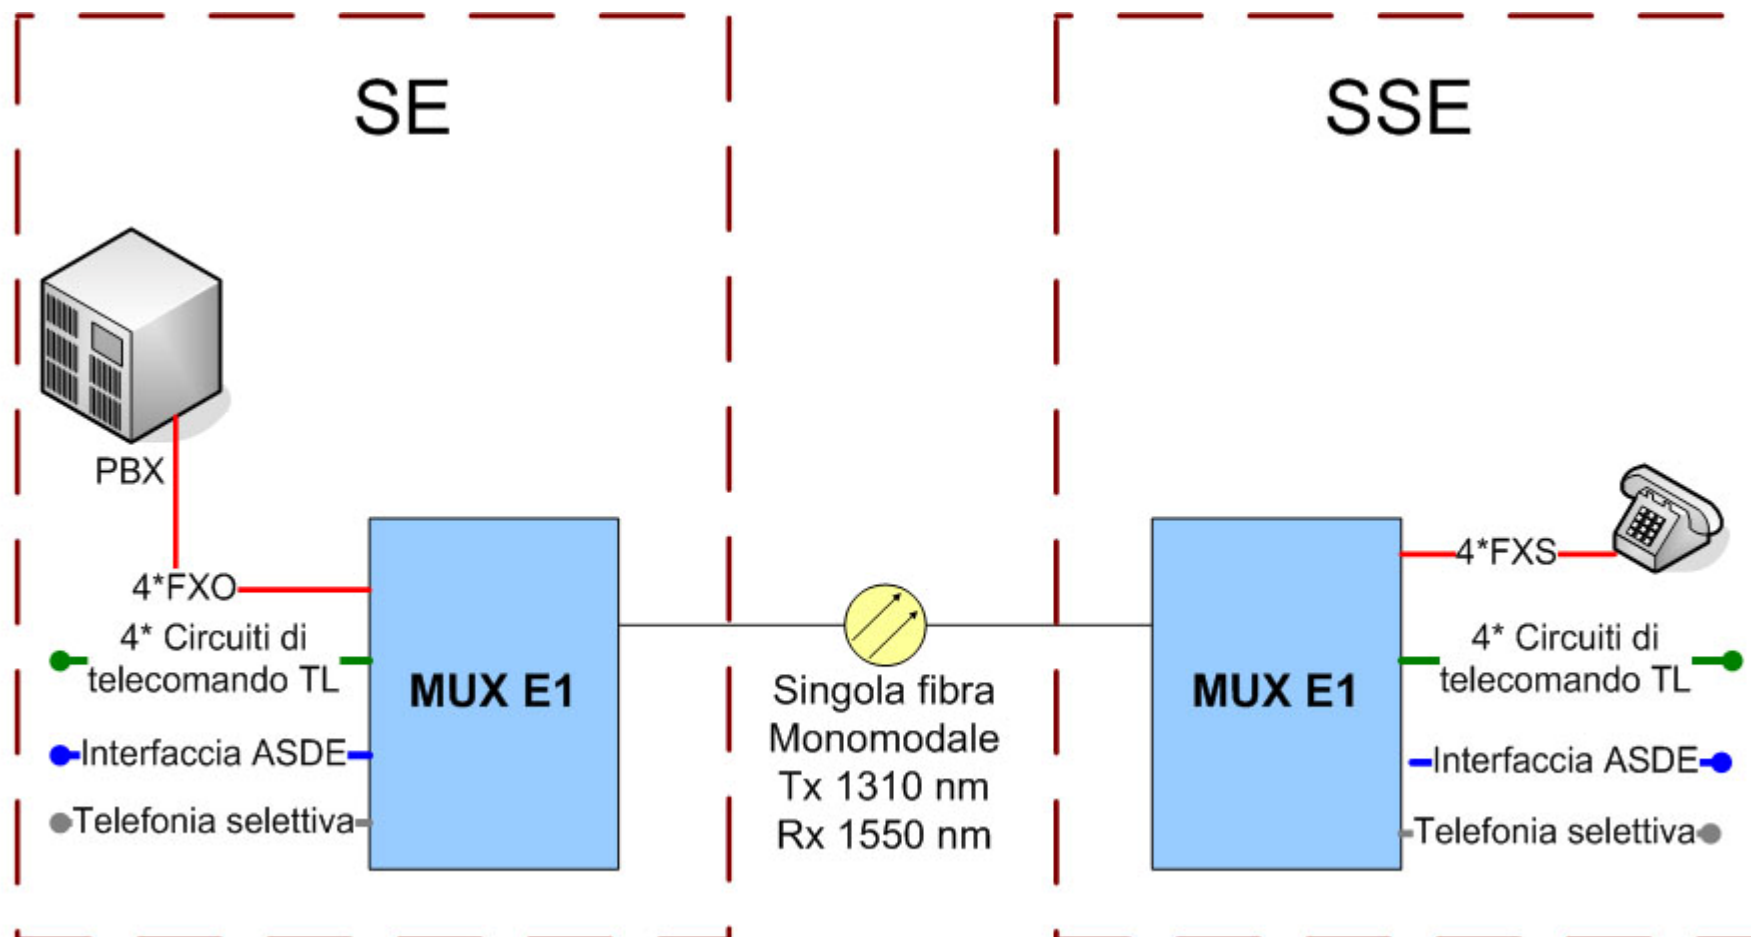 SE
SSE
PBX
4*FXO
4* Circuiti di
telecomando TL
Interfaccia ASDE
Telefonia selettiva
MUX E1
Singola fibra
Monomodale
Tx 1310 nm
Rx 1550 nm
MUX E1
4*FXS
4* Circuiti di
telecomando TL
Interfaccia ASDE
Telefonia selettiva